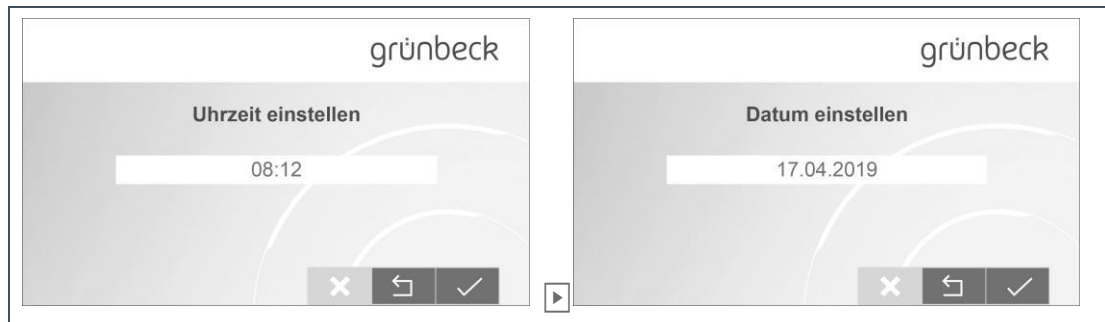 grünbeck
Uhrzeit einstellen
08:12
grünbeck
Datum einstellen
17.04.2019